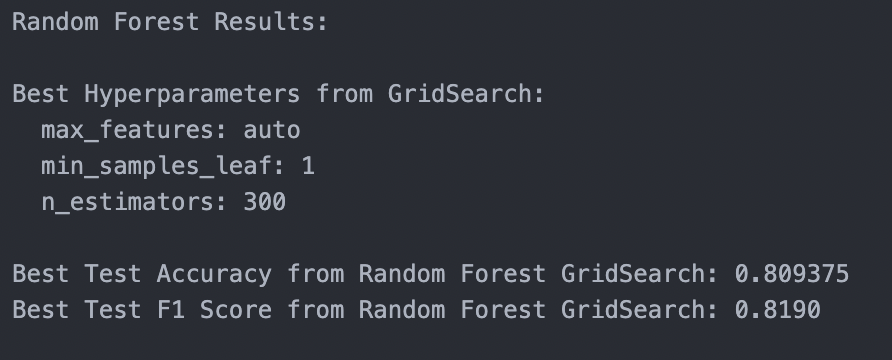 Random Forest Results:
Best Hyperparameters from GridSearch:
max_features: auto
min_samples_leaf: 1
n_estimators: 300
Best Test Accuracy from Random Forest GridSearch: 0.809375
Best Test F1 Score from Random Forest GridSearch: 0.8190